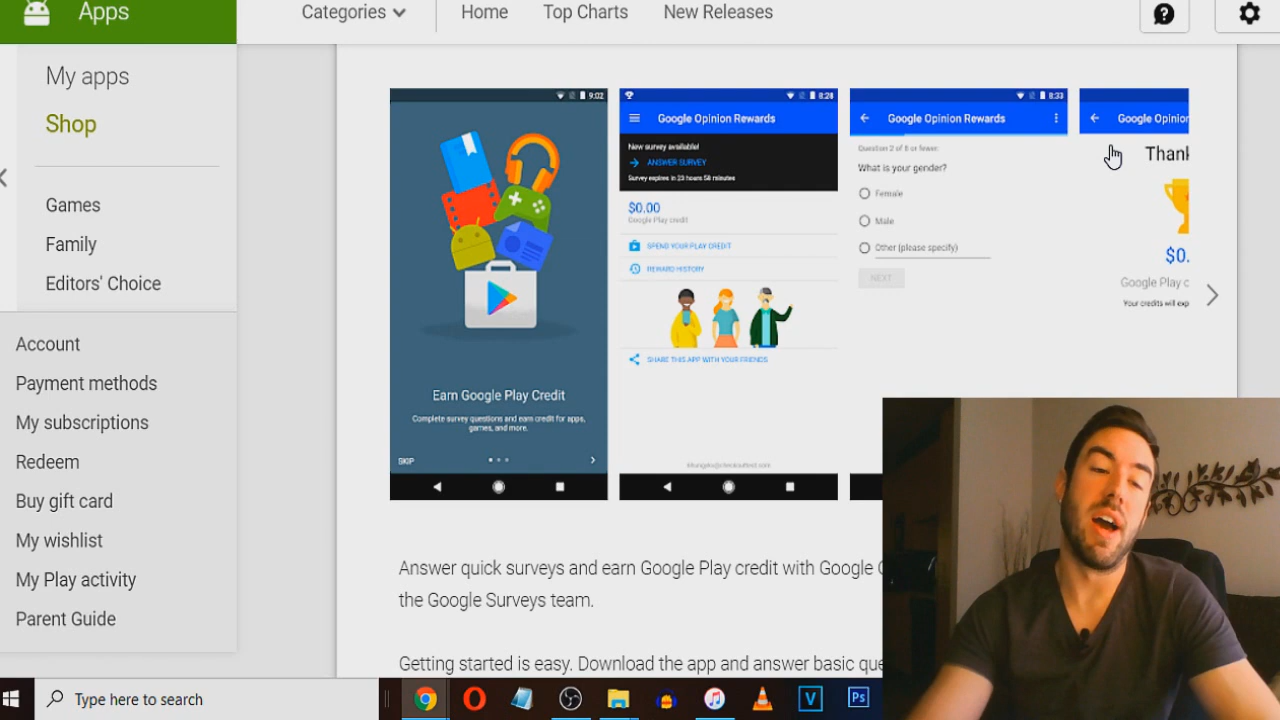 Apps
Categories
Home
Top Charts
New Releases
My apps
Shop
Games
Family
Editors' Choice
Account
Payment methods
My subscriptions
Redeem
Buy gift card
My wishlist
My Play activity
Parent Guide
9:02
Earn Google Play Credit
Complete survey questions and earn credit for apps,
games, and more.
SKIP
8:28
Google Opinion Rewards
New survey available!
ANSWER SURVEY
Survey expires in 23 hours 58 minutes
$0.00
Google Play credit
SPEND YOUR PLAY CREDIT
REWARD HISTORY
SHARE THIS APP WITH YOUR FRIENDS
8:33
Google Opinion Rewards
Question 2 of 8 or fewer:
What is your gender?
Female
Male
Other (please specify)
NEXT
Google Opinion
Thank
$0.
Google Play c
Your credits will exp
Answer quick surveys and earn Google Play credit with Google
the Google Surveys team.
Getting started is easy. Download the app and answer basic que
Type here to search
V
Ps